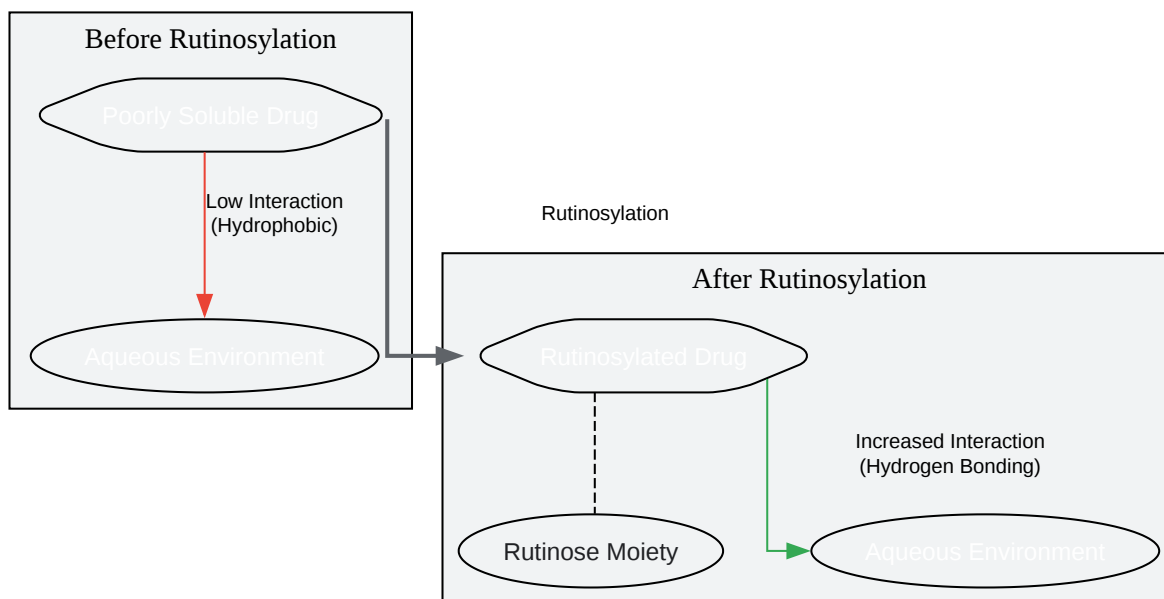 Before Rutinosylation
Poorly Soluble Drug
Low Interaction
(Hydrophobic)
Aqueous Environment
Rutinosylation
After Rutinosylation
Rutinosylated Drug
Increased Interaction
(Hydrogen Bonding)
Rutinose Moiety
Aqueous Environment